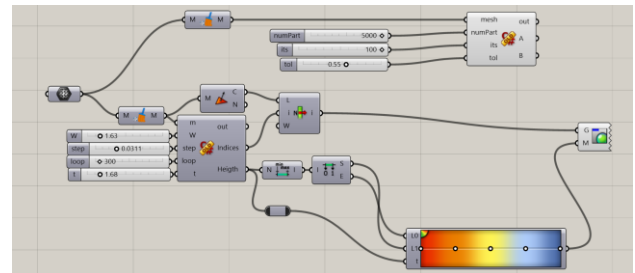 M M
mesh out
numPart 5000 numPart A
its 100 its B
tol 0.55 tol
M C
N
M M
L
i N i
W
m out
W 1.63 W
step 0.0311 step Indices
loop 300 loop
t 1.68 t Heigth
N I
I S
E
G
M
L0
L1
t